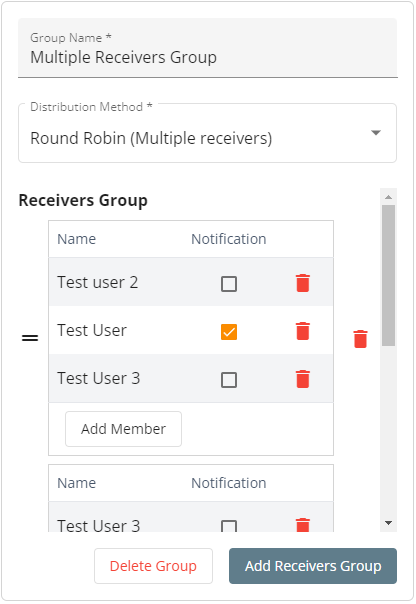 Group Name *
Multiple Receivers Group
Distribution Method *
Round Robin (Multiple receivers)
Receivers Group
Name Notification
Test user 2
Test User
Test User 3
Add Member
Name Notification
Test User 3
Delete Group Add Receivers Group